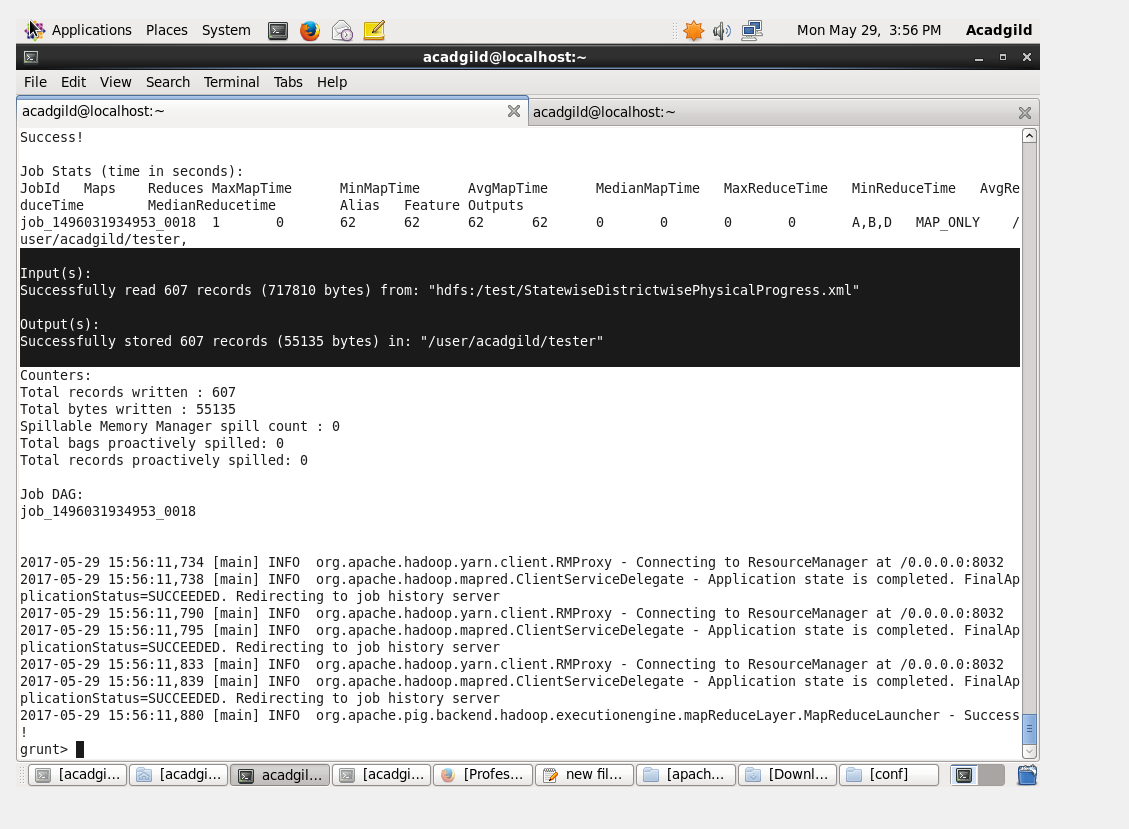 Applications Places System Mon May 29, 3:56 PM Acadgild
acadgild@localhost:~
File Edit View Search Terminal Tabs Help
acadgild@localhost:~ acadgild@localhost:~
Success!
Job Stats (time in seconds):
JobId Maps Reduces MaxMapTime MinMapTime AvgMapTime MedianMapTime MaxReduceTime MinReduceTime AvgRe
duceTime MedianReducetime Alias Feature Outputs
job_1496031934953_0018 1 0 62 62 62 62 0 0 0 0 A,B,D MAP_ONLY /
user/acadgild/tester,
Input(s):
Successfully read 607 records (717810 bytes) from: "hdfs:/test/StatewiseDistrictwisePhysicalProgress.xml"
Output(s):
Successfully stored 607 records (55135 bytes) in: "/user/acadgild/tester"
Counters:
Total records written : 607
Total bytes written : 55135
Spillable Memory Manager spill count : 0
Total bags proactively spilled: 0
Total records proactively spilled: 0
Job DAG:
job_1496031934953_0018
2017-05-29 15:56:11,734 [main] INFO org.apache.hadoop.yarn.client.RMProxy - Connecting to ResourceManager at /0.0.0.0:8032
2017-05-29 15:56:11,738 [main] INFO org.apache.hadoop.mapred.ClientServiceDelegate - Application state is completed. FinalAp
plicationStatus=SUCCEEDED. Redirecting to job history server
2017-05-29 15:56:11,790 [main] INFO org.apache.hadoop.yarn.client.RMProxy - Connecting to ResourceManager at /0.0.0.0:8032
2017-05-29 15:56:11,795 [main] INFO org.apache.hadoop.mapred.ClientServiceDelegate - Application state is completed. FinalAp
plicationStatus=SUCCEEDED. Redirecting to job history server
2017-05-29 15:56:11,833 [main] INFO org.apache.hadoop.yarn.client.RMProxy - Connecting to ResourceManager at /0.0.0.0:8032
2017-05-29 15:56:11,839 [main] INFO org.apache.hadoop.mapred.ClientServiceDelegate - Application state is completed. FinalAp
plicationStatus=SUCCEEDED. Redirecting to job history server
2017-05-29 15:56:11,880 [main] INFO org.apache.pig.backend.hadoop.executionengine.mapReduceLayer.MapReduceLauncher - Success
!
grunt>
[acadgi... [acadgi... acadgil... [acadgi... [Profes... new fil... [apach... [Downl... [conf]